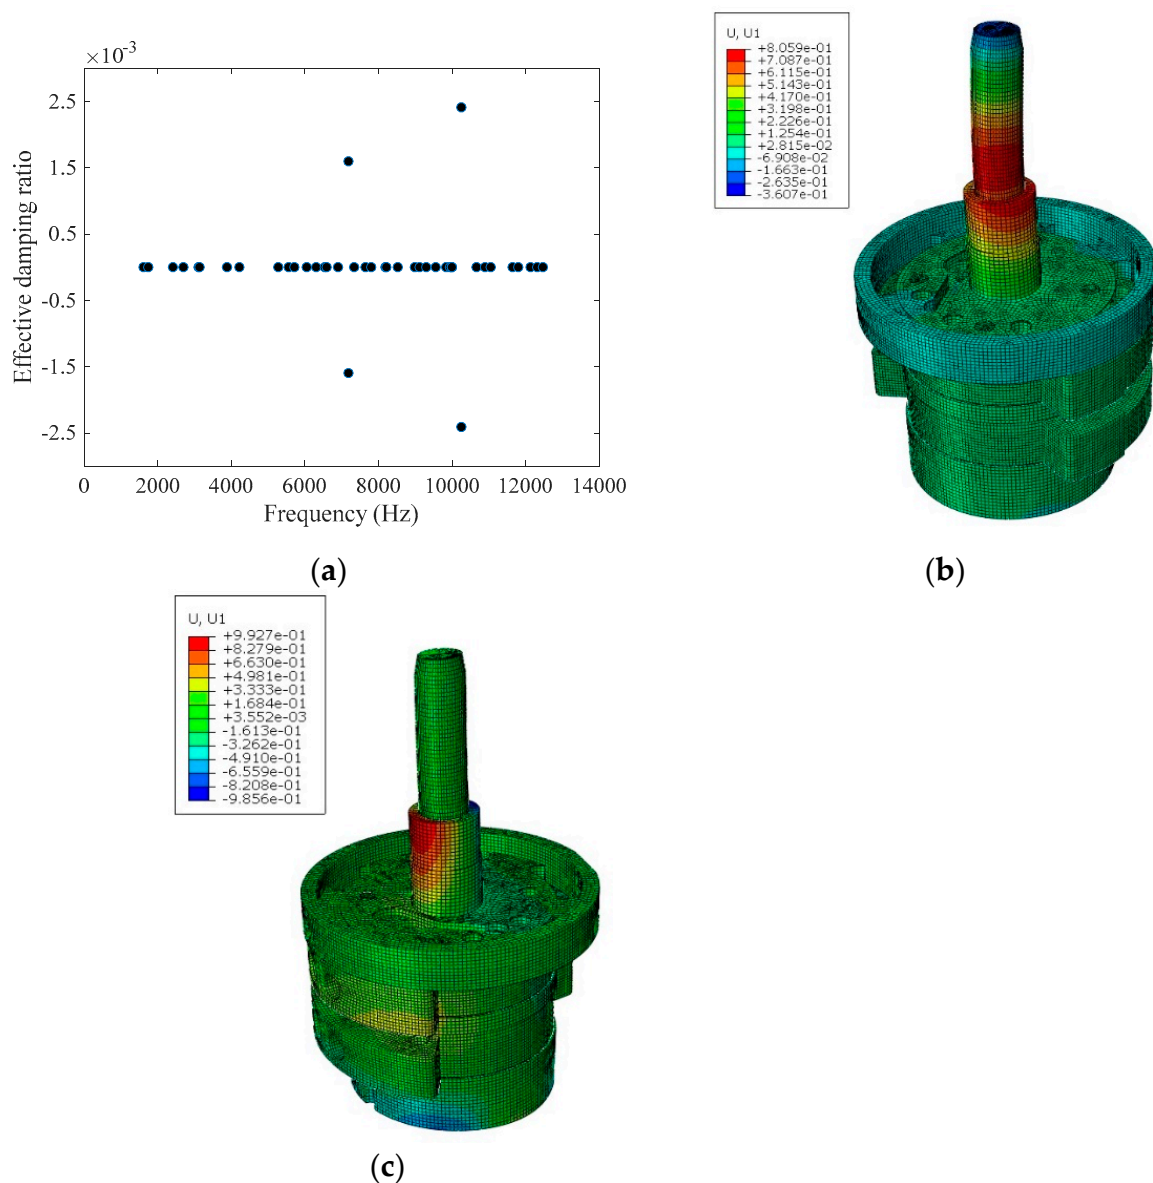 ×10⁻³
2.5
1.5
0.5
-0.5
-1.5
-2.5
Effective damping ratio
0 2000 4000 6000 8000 10000 12000 14000
Frequency (Hz)
(a)
U, U1
+8.059e-01
+7.087e-01
+6.115e-01
+5.143e-01
+4.170e-01
+3.198e-01
+2.226e-01
+1.254e-01
+2.815e-02
-6.908e-02
-1.663e-01
-2.635e-01
-3.607e-01
(b)
U, U1
+9.927e-01
+8.279e-01
+6.630e-01
+4.981e-01
+3.333e-01
+1.684e-01
+3.552e-03
-1.613e-01
-3.262e-01
-4.910e-01
-6.559e-01
-8.208e-01
-9.856e-01
(c)